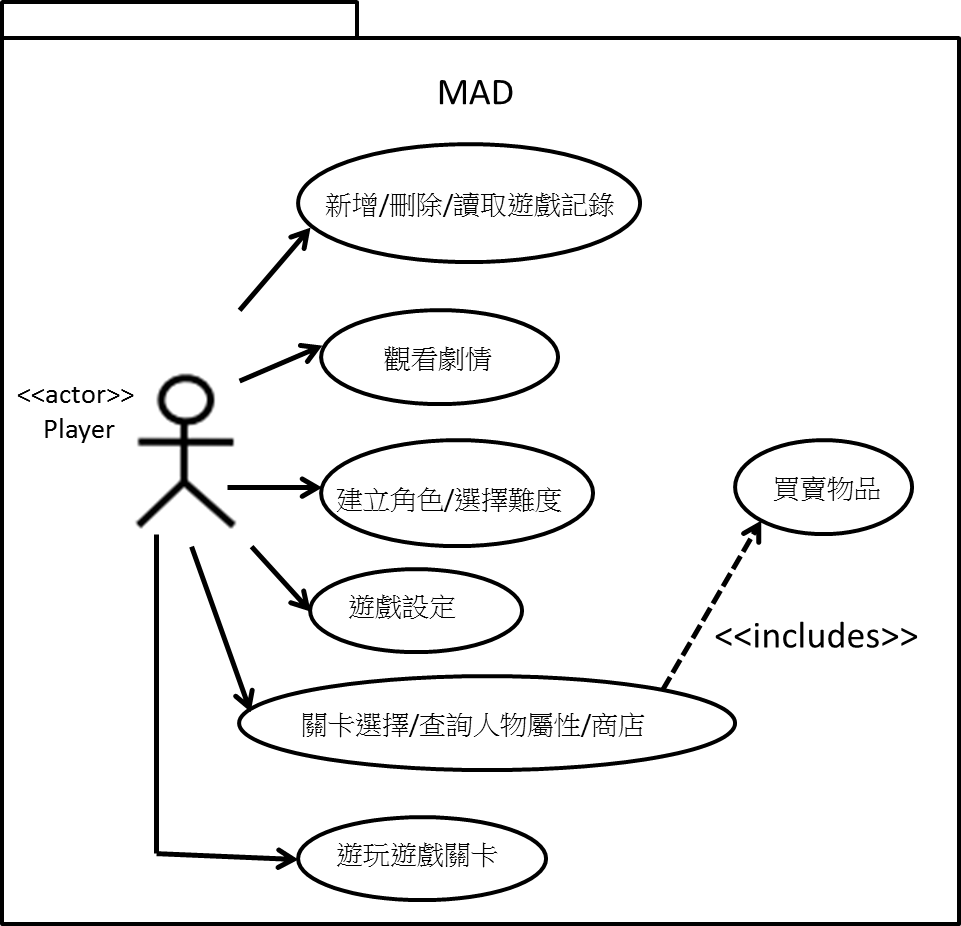 MAD
新增/刪除/讀取遊戲記錄
觀看劇情
<<actor>>
Player
建立角色/選擇難度
買賣物品
遊戲設定
<<includes>>
關卡選擇/查詢人物屬性/商店
遊玩遊戲關卡